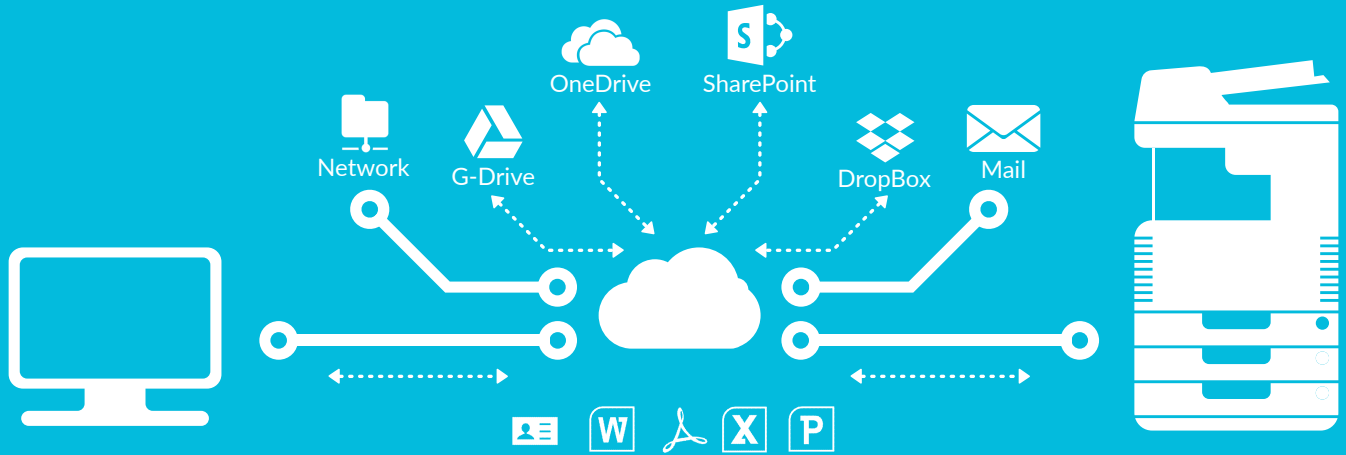 OneDrive
S
SharePoint
Network
G-Drive
DropBox
Mail
W
X
P